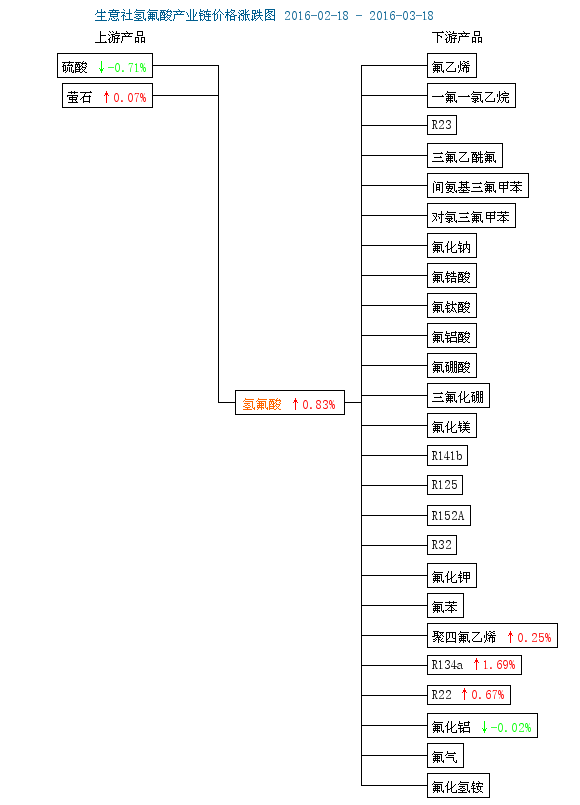 生意社氢氟酸产业链价格涨跌图 2016-02-18 - 2016-03-18
上游产品
下游产品
硫酸 ↓-0.71%
萤石 ↑0.07%
氢氟酸 ↑0.83%
氟乙烯
一氟一氯乙烷
R23
三氟乙酰氟
间氨基三氟甲苯
对氯三氟甲苯
氟化钠
氟锆酸
氟钛酸
氟铝酸
氟硼酸
三氟化硼
氟化镁
R141b
R125
R152A
R32
氟化钾
氟苯
聚四氟乙烯 ↑0.25%
R134a ↑1.69%
R22 ↑0.67%
氟化铝 ↓-0.02%
氟气
氟化氢铵